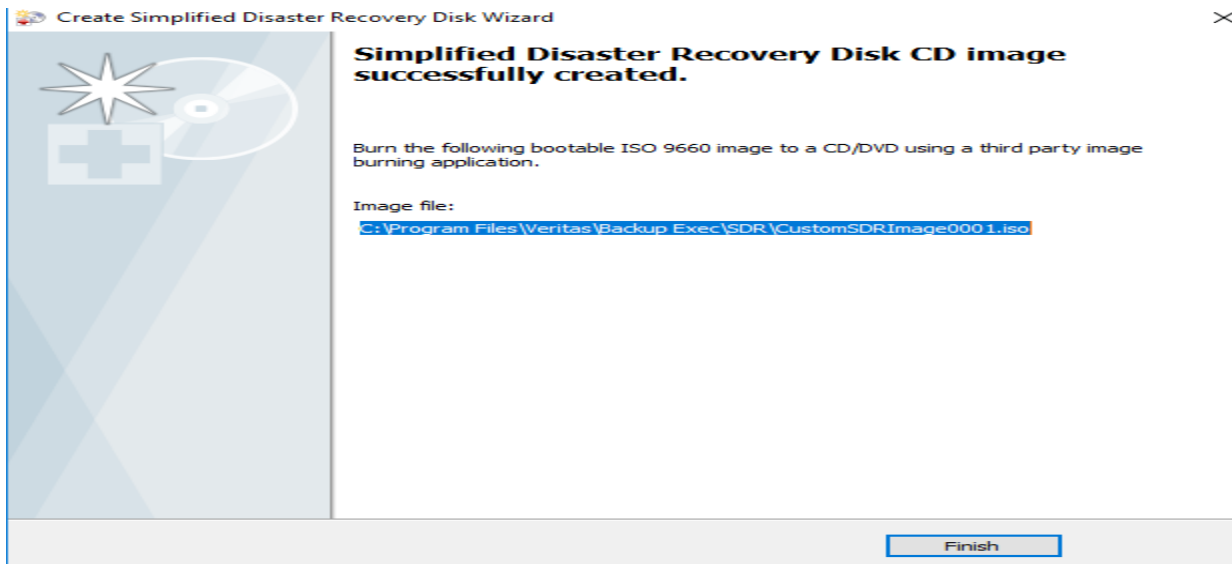 Create Simplified Disaster Recovery Disk Wizard
Simplified Disaster Recovery Disk CD image
successfully created.
Burn the following bootable ISO 9660 image to a CD/DVD using a third party image
burning application.
Image file:
C:\Program Files\Veritas\Backup Exec\SDR\CustomSDRImage0001.iso
Finish